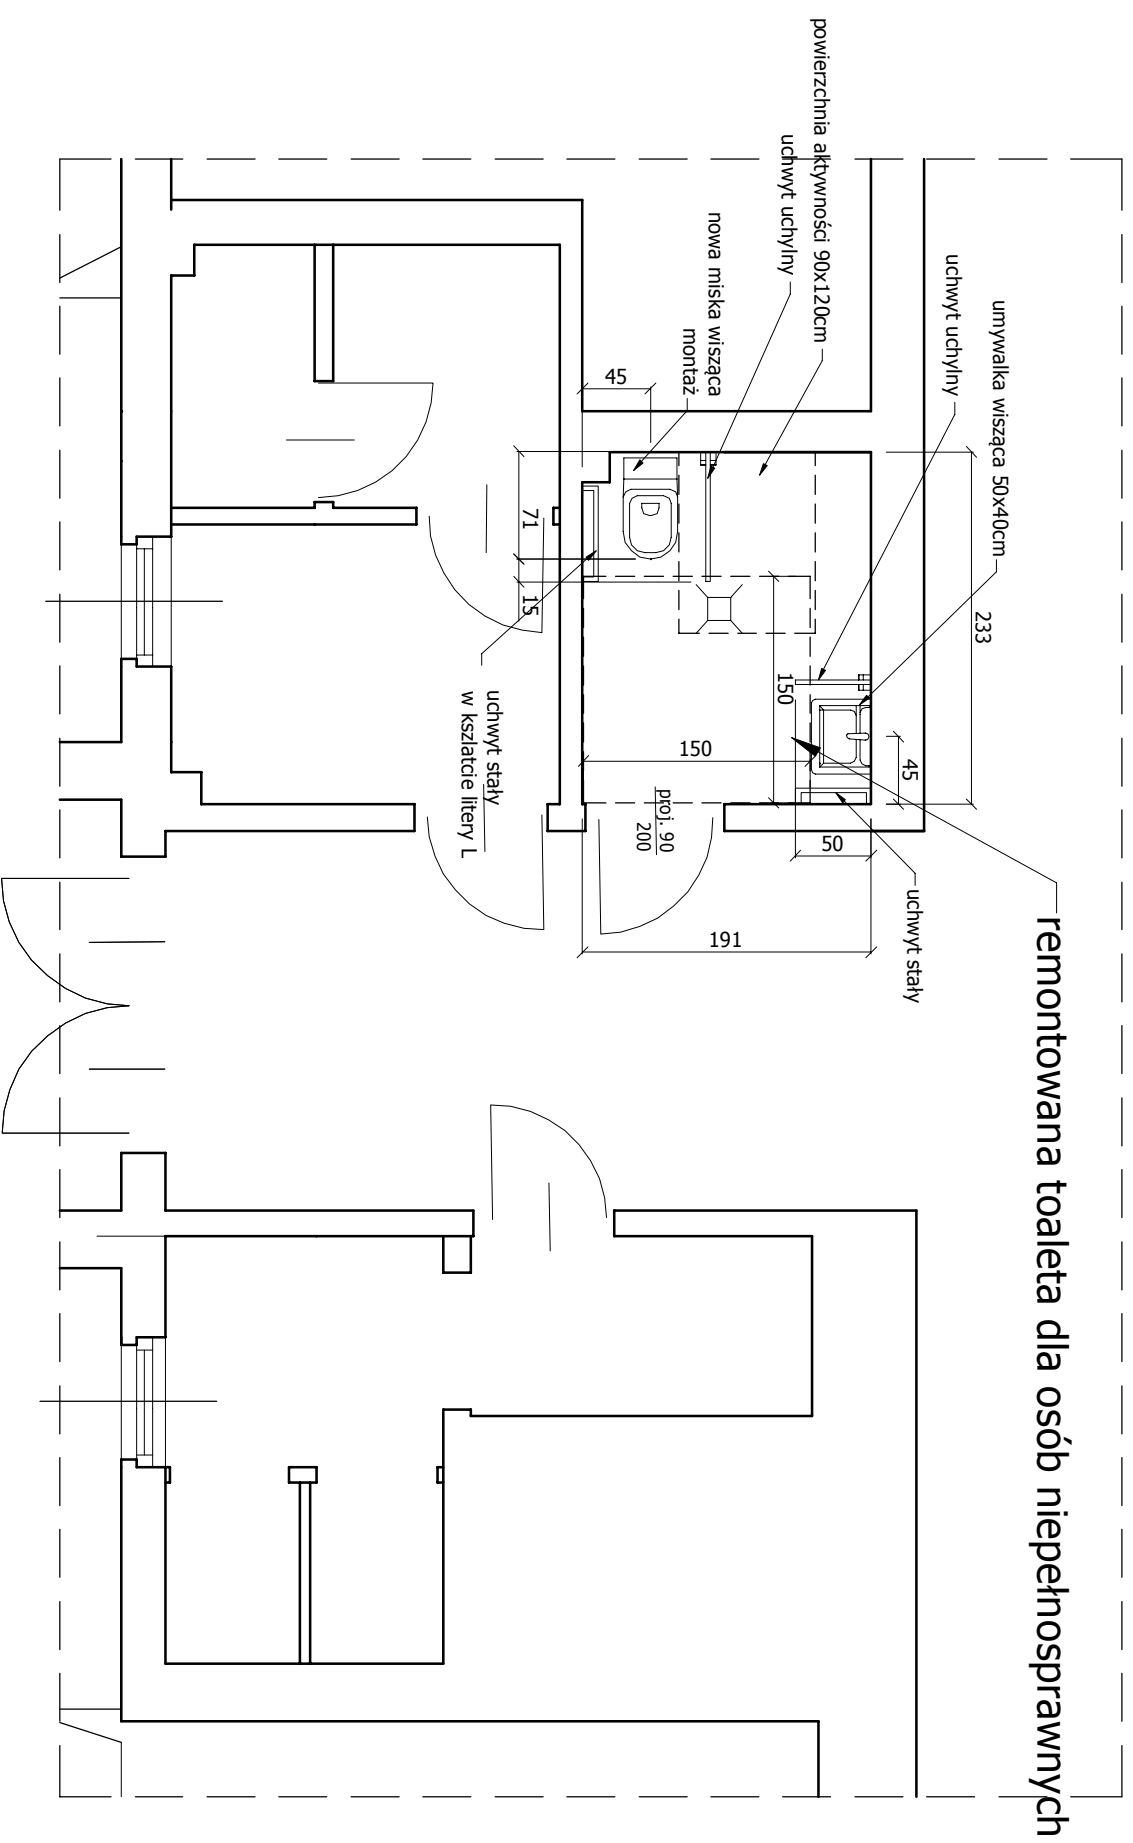 remontowana toaleta dla osób niepełnosprawnych
umywalka wisząca 50x40cm
uchwyt uchylny
233
powierzchnia aktywności 90x120cm
uchwyt uchylny
nowa miska wisząca
montaż
45
45
150
150
50
uchwyt stały
191
proj. 90
200
71
15
uchwyt stały
w kszlatcie litery L